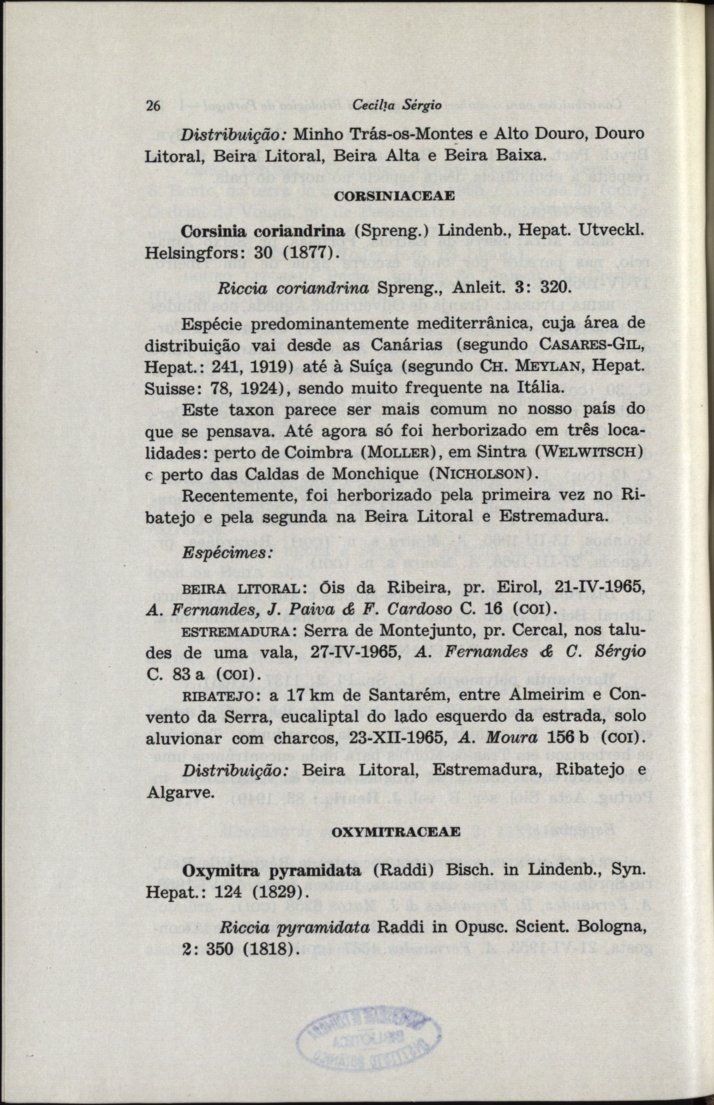 26 Cecilia Sérgio
Distribuição: Minho Trás-os-Montes e Alto Douro, Douro
Litoral, Beira Litoral, Beira Alta e Beira Baixa.
CORSINIACEAE
Corsinia coriandrina (Spreng.) Lindenb., Hepat. Utveckl.
Helsingfors: 30 (1877).
Riccia coriandrina Spreng., Anleit. 3: 320.
Espécie predominantemente mediterrânica, cuja área de
distribuição vai desde as Canárias (segundo CASARES-GIL,
Hepat.: 241, 1919) até à Suíça (segundo CH. MEYLAN, Hepat.
Suisse: 78, 1924), sendo muito frequente na Itália.
Este taxon parece ser mais comum no nosso país do
que se pensava. Até agora só foi herborizado em três loca-
lidades: perto de Coimbra (MOLLER), em Sintra (WELWITSCH)
e perto das Caldas de Monchique (NICHOLSON).
Recentemente, foi herborizado pela primeira vez no Ri-
batejo e pela segunda na Beira Litoral e Estremadura.
Espécimes:
BEIRA LITORAL: Óis da Ribeira, pr. Eirol, 21-IV-1965,
A. Fernandes, J. Paiva & F. Cardoso C. 16 (COI).
ESTREMADURA: Serra de Montejunto, pr. Cercal, nos talu-
des de uma vala, 27-IV-1965, A. Fernandes & C. Sérgio
C. 83 a (COI).
RIBATEJO: a 17 km de Santarém, entre Almeirim e Con-
vento da Serra, eucaliptal do lado esquerdo da estrada, solo
aluvionar com charcos, 23-XII-1965, A. Moura 156 b (COI).
Distribuição: Beira Litoral, Estremadura, Ribatejo e
Algarve.
OXYMITRACEAE
Oxymitra pyramidata (Raddi) Bisch. in Lindenb., Syn.
Hepat.: 124 (1829).
Riccia pyramidata Raddi in Opusc. Scient. Bologna,
2: 350 (1818).